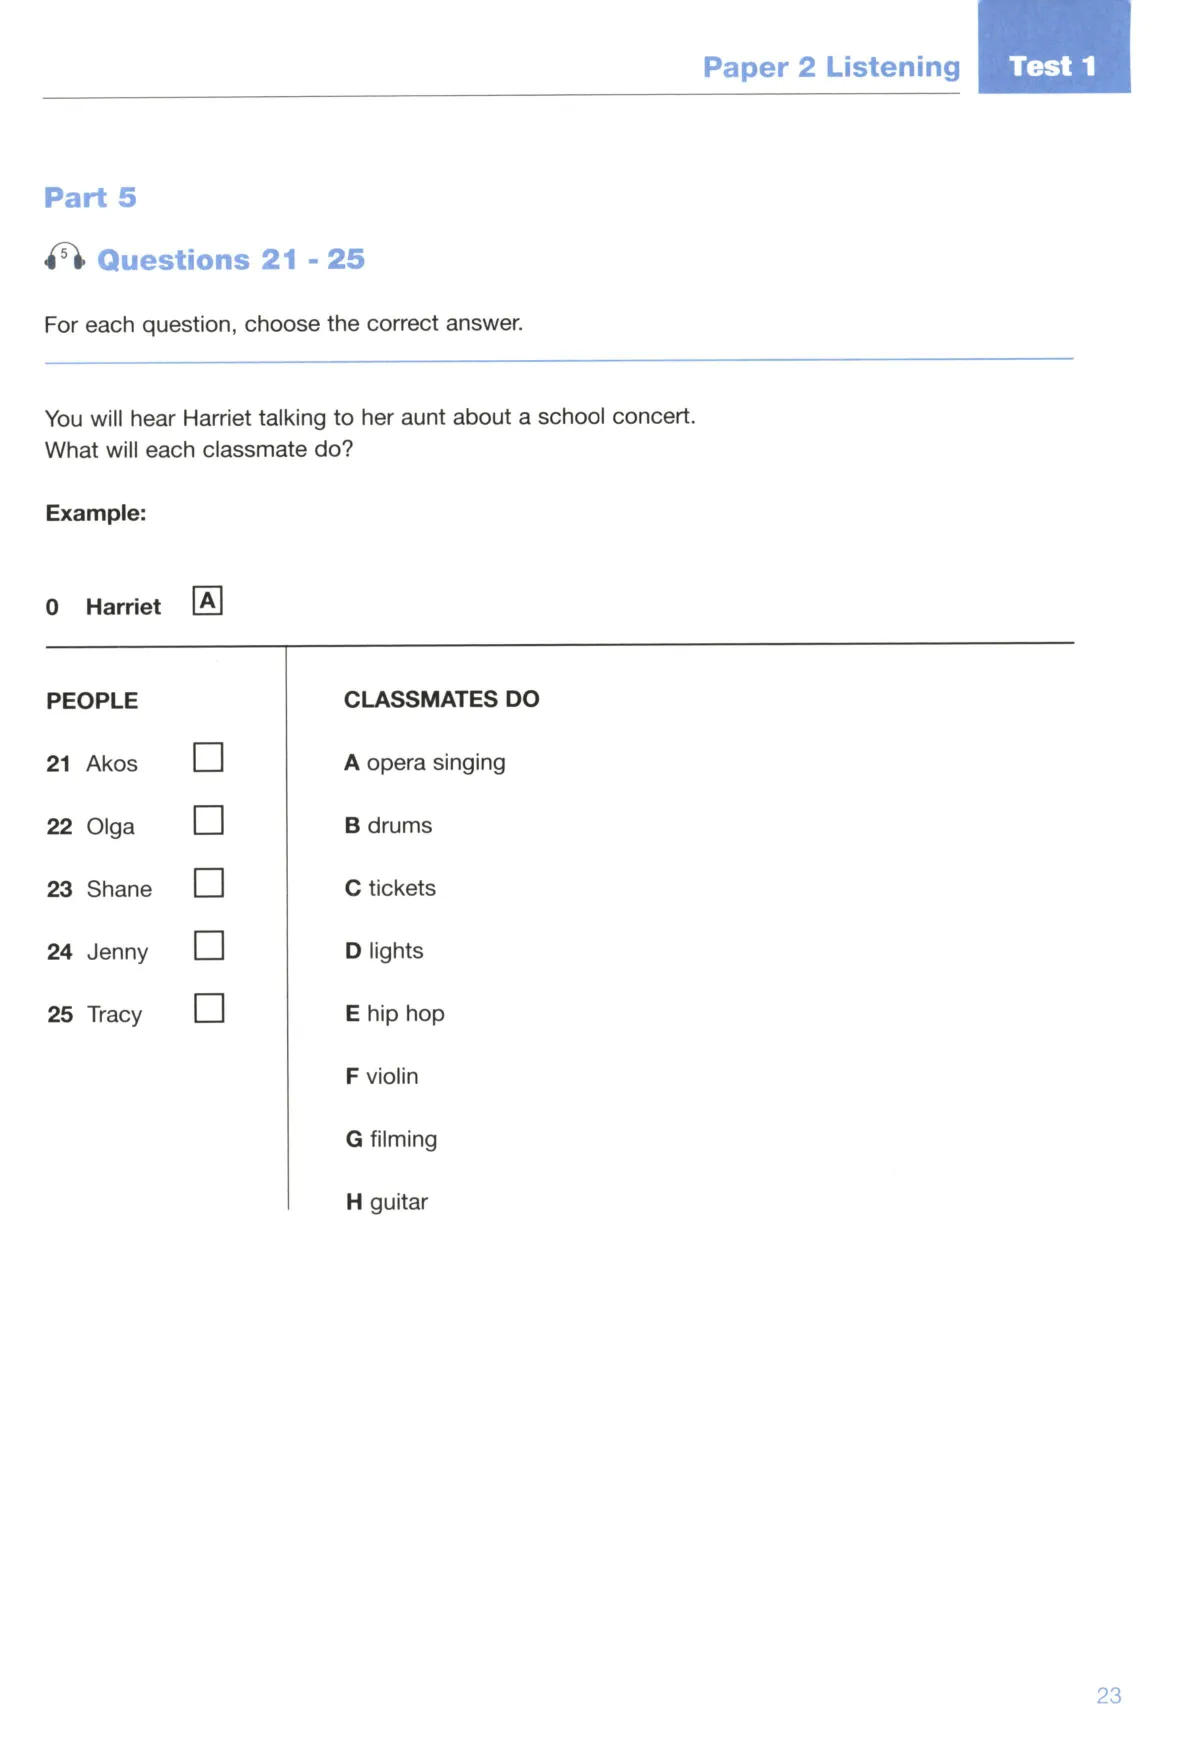 Paper 2 Listening
Test 1
Part 5
5
Questions 21 - 25
For each question, choose the correct answer.
You will hear Harriet talking to her aunt about a school concert.
What will each classmate do?
Example:
0 Harriet A
PEOPLE
21 Akos
22 Olga
23 Shane
24 Jenny
25 Tracy
CLASSMATES DO
A opera singing
B drums
C tickets
D lights
E hip hop
F violin
G filming
H guitar
23